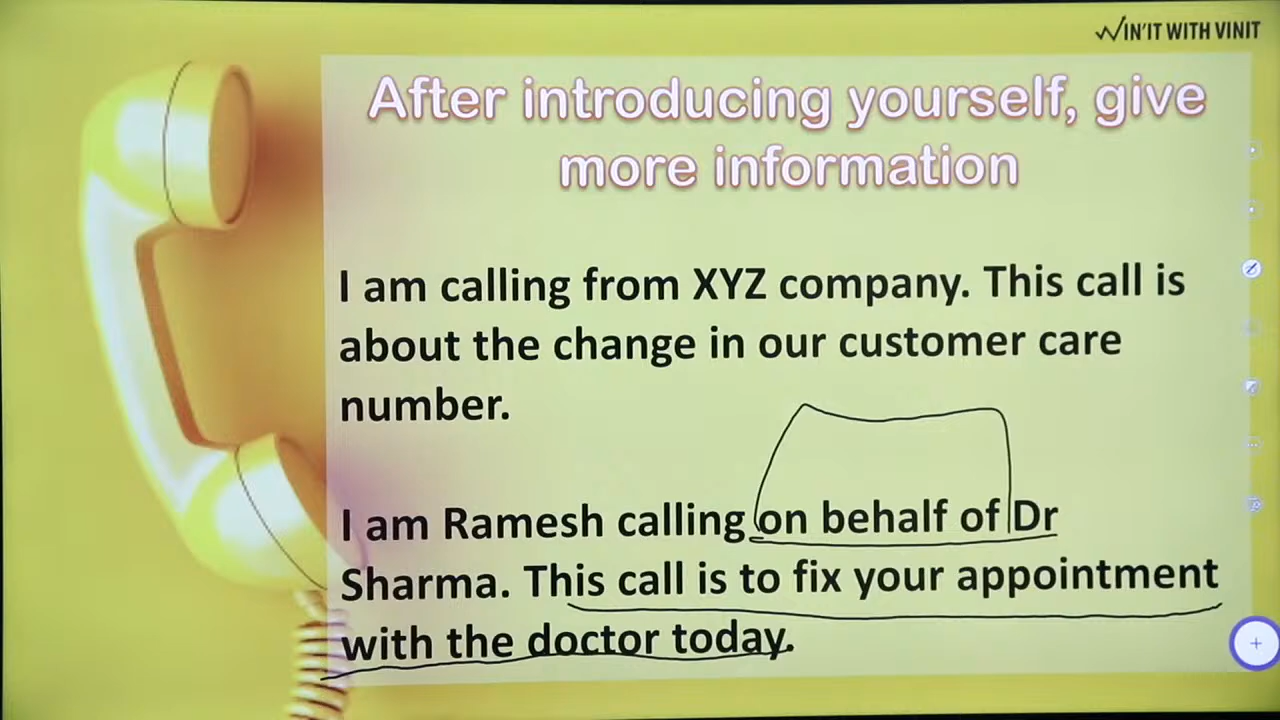 WIN'IT WITH VINIT
After introducing yourself, give
more information
I am calling from XYZ company. This call is
about the change in our customer care
number.
I am Ramesh calling on behalf of Dr
Sharma. This call is to fix your appointment
with the doctor today.